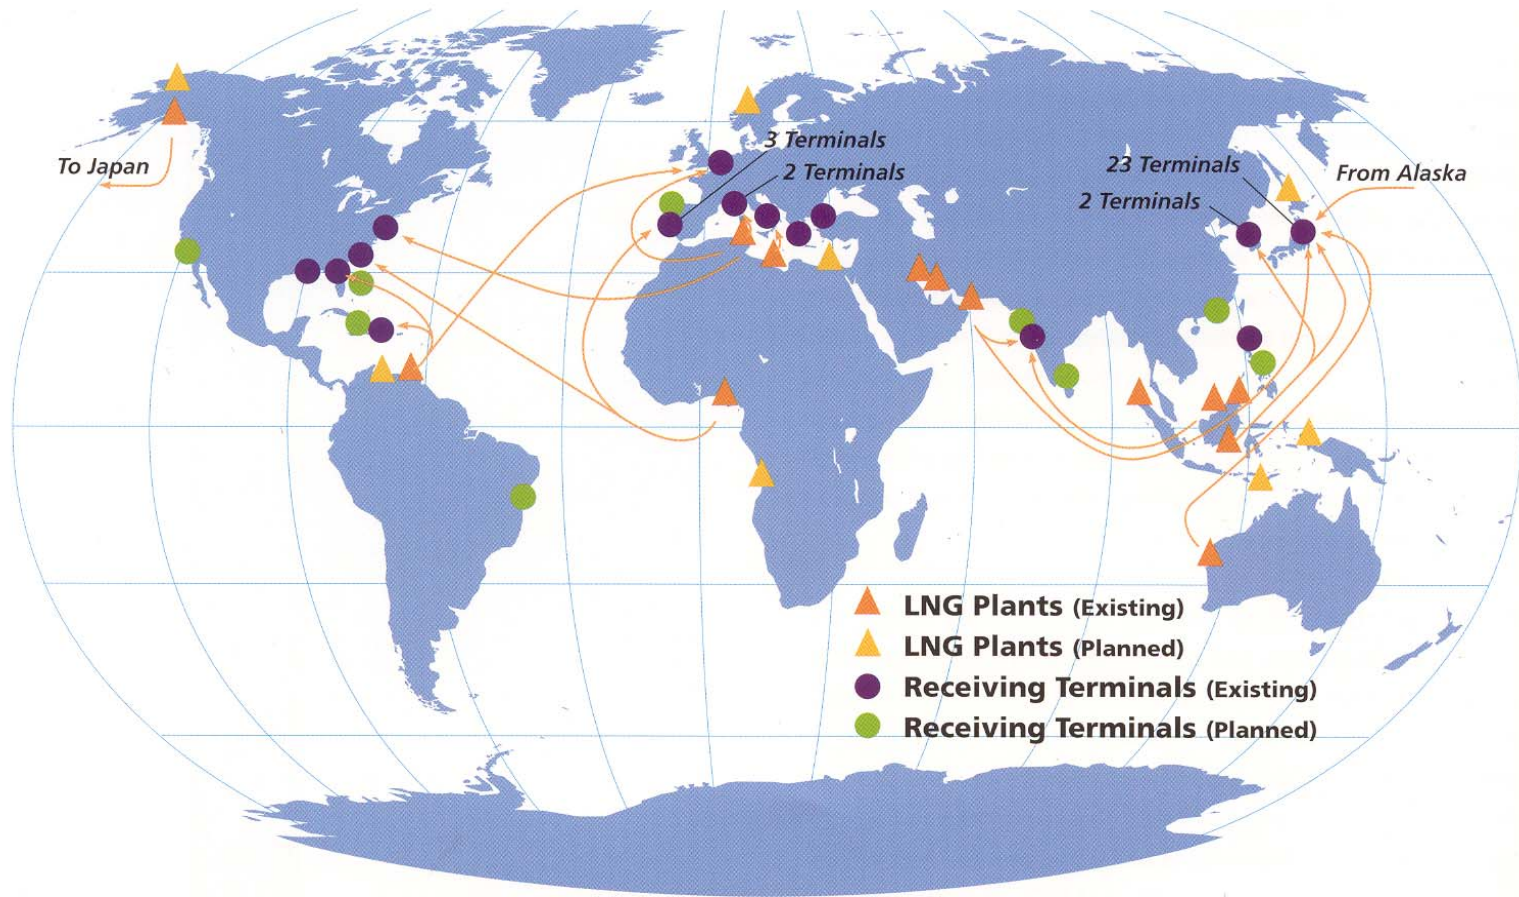 3 Terminals
To Japan
2 Terminals
23 Terminals
From Alaska
2 Terminals
LNG Plants (Existing)
LNG Plants (Planned)
Receiving Terminals (Existing)
Receiving Terminals (Planned)